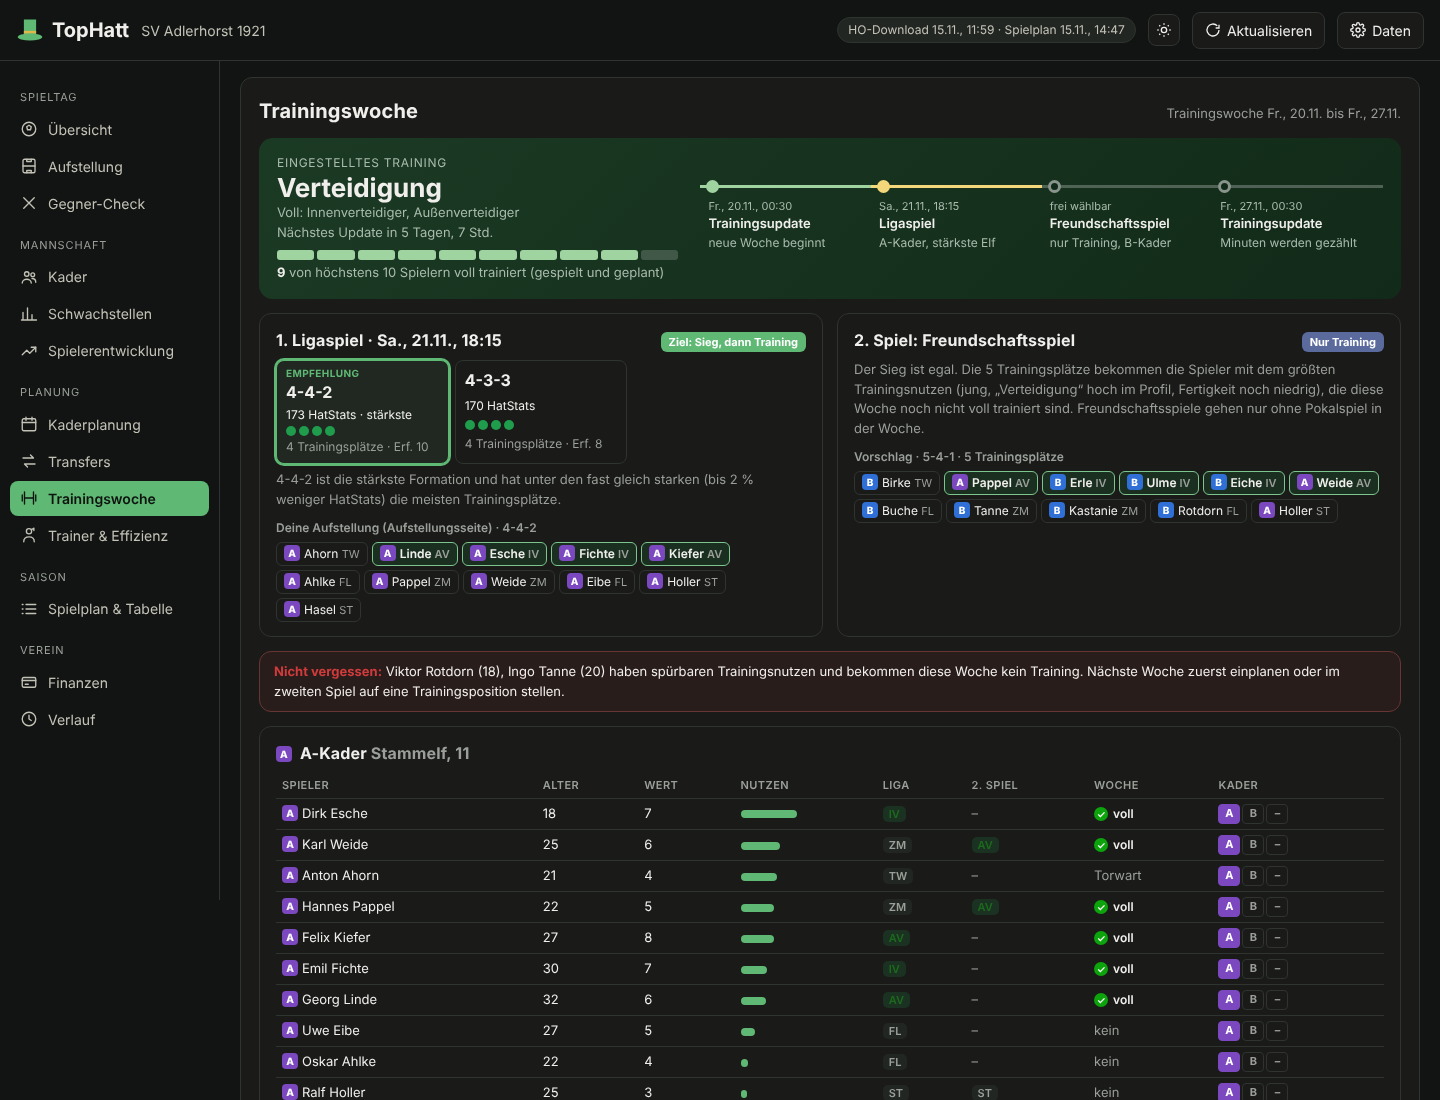 TopHatt SV Adlerhorst 1921
HO-Download 15.11., 11:59 · Spielplan 15.11., 14:47
Aktualisieren
Daten
SPIELTAG
Übersicht
Aufstellung
Gegner-Check
MANNSCHAFT
Kader
Schwachstellen
Spielerentwicklung
PLANUNG
Kaderplanung
Transfers
Trainingswoche
Trainer & Effizienz
SAISON
Spielplan & Tabelle
VEREIN
Finanzen
Verlauf
Trainingswoche
Trainingswoche Fr., 20.11. bis Fr., 27.11.
EINGESTELLTES TRAINING
Verteidigung
Voll: Innenverteidiger, Außenverteidiger
Nächstes Update in 5 Tagen, 7 Std.
9 von höchstens 10 Spielern voll trainiert (gespielt und geplant)
Fr., 20.11., 00:30
Trainingsupdate
neue Woche beginnt
Sa., 21.11., 18:15
Ligaspiel
A-Kader, stärkste Elf
frei wählbar
Freundschaftsspiel
nur Training, B-Kader
Fr., 27.11., 00:30
Trainingsupdate
Minuten werden gezählt
1. Ligaspiel · Sa., 21.11., 18:15
Ziel: Sieg, dann Training
EMPFEHLUNG
4-4-2
173 HatStats · stärkste
4 Trainingsplätze · Erf. 10
4-3-3
170 HatStats
4 Trainingsplätze · Erf. 8
4-4-2 ist die stärkste Formation und hat unter den fast gleich starken (bis 2 %
weniger HatStats) die meisten Trainingsplätze.
Deine Aufstellung (Aufstellungsseite) · 4-4-2
A Ahorn TW A Linde AV A Esche IV A Fichte IV A Kiefer AV
A Ahlke FL A Pappel ZM A Weide ZM A Eibe FL A Holler ST
A Hasel ST
2. Spiel: Freundschaftsspiel
Nur Training
Der Sieg ist egal. Die 5 Trainingsplätze bekommen die Spieler mit dem größten
Trainingsnutzen (jung, „Verteidigung“ hoch im Profil, Fertigkeit noch niedrig), die diese
Woche noch nicht voll trainiert sind. Freundschaftsspiele gehen nur ohne Pokalspiel in
der Woche.
Vorschlag · 5-4-1 · 5 Trainingsplätze
B Birke TW A Pappel AV B Erle IV B Ulme IV B Eiche IV A Weide AV
B Buche FL B Tanne ZM B Kastanie ZM B Rotdorn FL A Holler ST
Nicht vergessen: Viktor Rotdorn (18), Ingo Tanne (20) haben spürbaren Trainingsnutzen und bekommen diese Woche kein Training. Nächste Woche zuerst einplanen oder im
zweiten Spiel auf eine Trainingsposition stellen.
A A-Kader Stammelf, 11
SPIELER ALTER WERT NUTZEN LIGA 2. SPIEL WOCHE KADER
A Dirk Esche 18 7 IV – voll A B –
A Karl Weide 25 6 ZM AV voll A B –
A Anton Ahorn 21 4 TW – Torwart A B –
A Hannes Pappel 22 5 ZM AV voll A B –
A Felix Kiefer 27 8 AV – voll A B –
A Emil Fichte 30 7 IV – voll A B –
A Georg Linde 32 6 AV – voll A B –
A Uwe Eibe 27 5 FL – kein A B –
A Oskar Ahlke 22 4 FL – kein A B –
A Ralf Holler 25 3 ST ST kein A B –